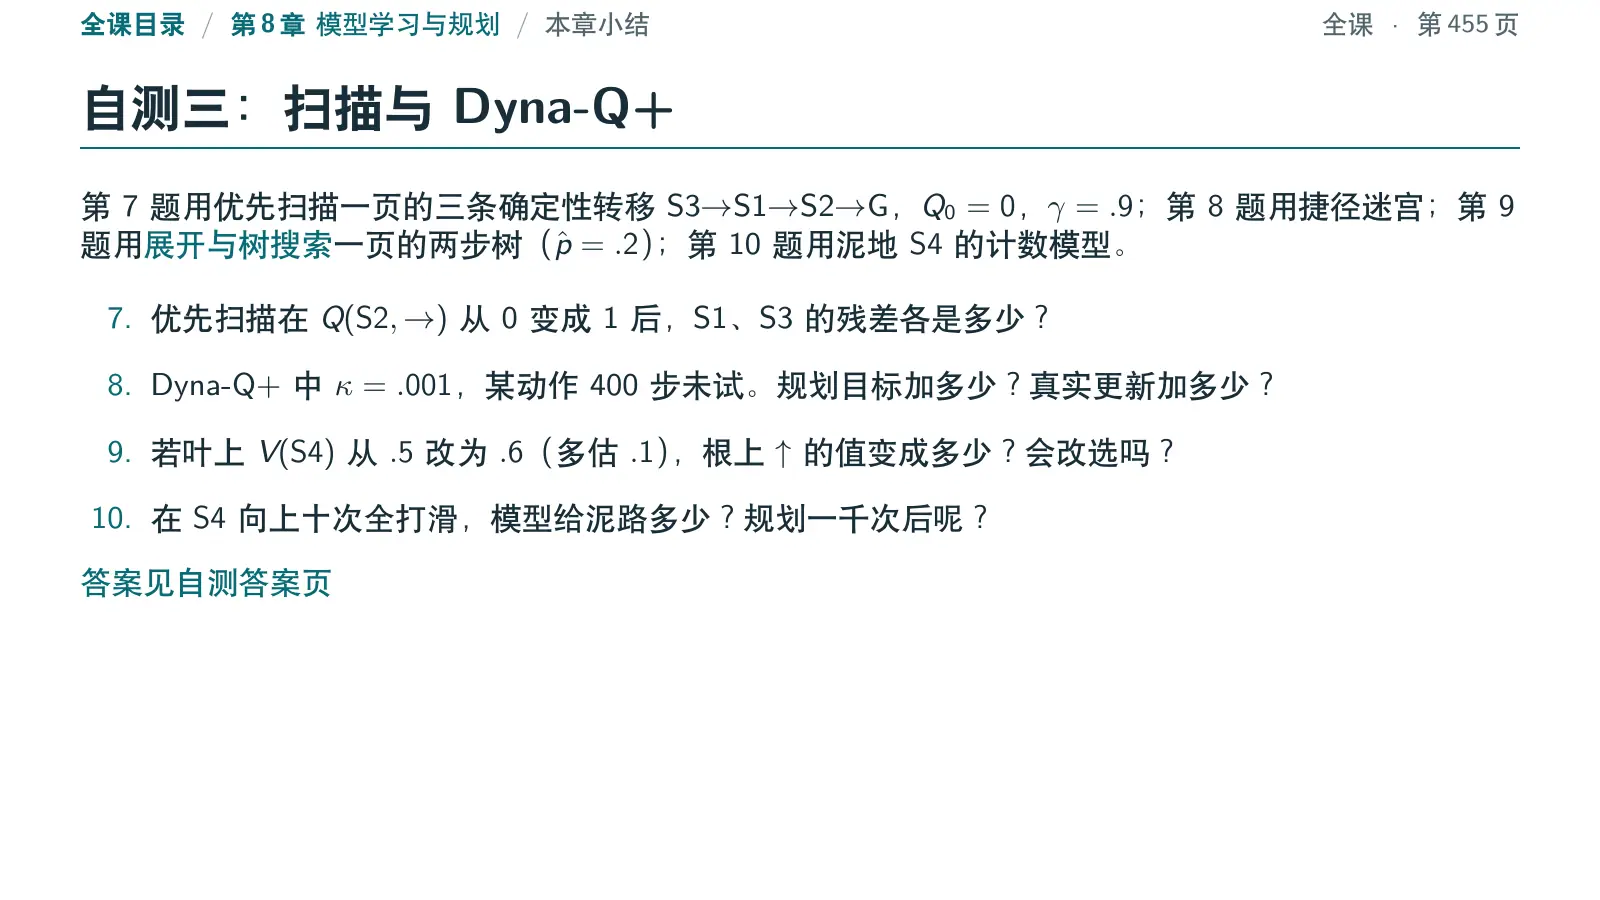 全课目录 / 第 8 章 模型学习与规划 / 本章小结
全课 · 第 455 页
自测三：扫描与 Dyna-Q+
第 7 题用优先扫描一页的三条确定性转移 S3→S1→S2→G，Q₀ = 0，γ = .9；第 8 题用捷径迷宫；第 9
题用展开与树搜索一页的两步树（p̂ = .2）；第 10 题用泥地 S4 的计数模型。
7. 优先扫描在 Q(S2, →) 从 0 变成 1 后，S1、S3 的残差各是多少？
8. Dyna-Q+ 中 κ = .001，某动作 400 步未试。规划目标加多少？真实更新加多少？
9. 若叶上 V(S4) 从 .5 改为 .6（多估 .1），根上 ↑ 的值变成多少？会改选吗？
10. 在 S4 向上十次全打滑，模型给泥路多少？规划一千次后呢？
答案见自测答案页